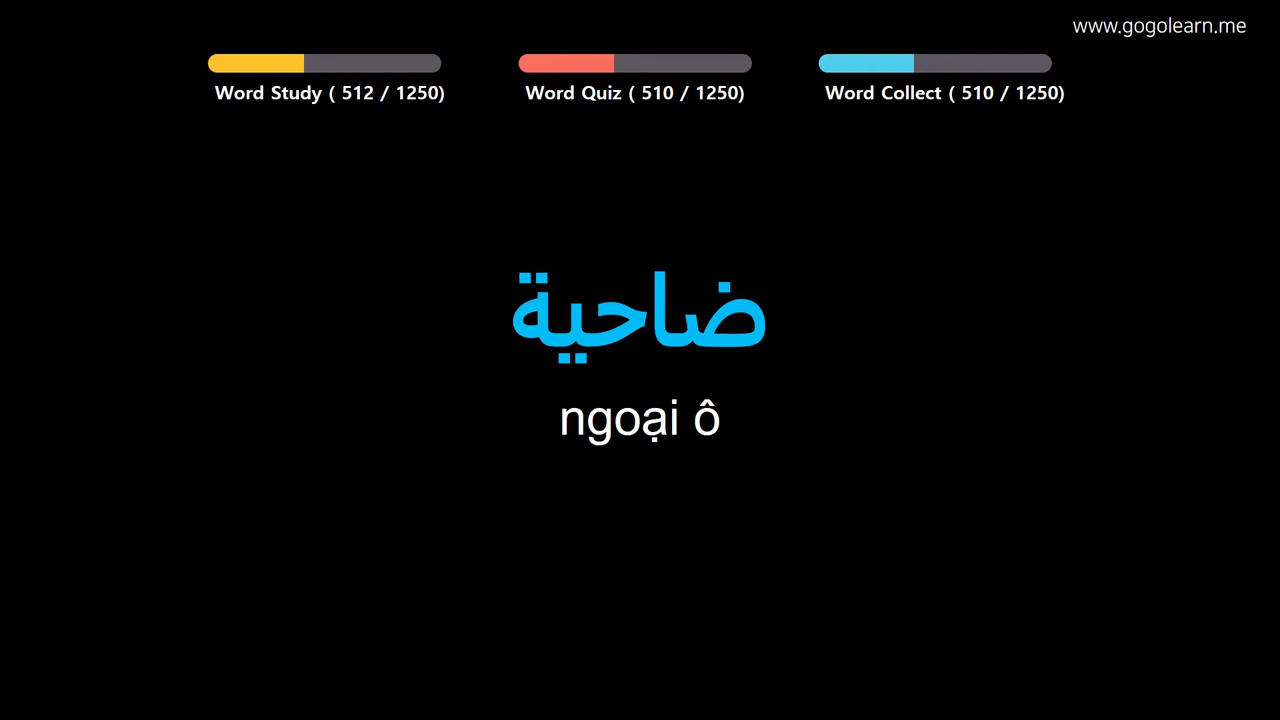 www.gogolearn.me
Word Study ( 512 / 1250)
Word Quiz ( 510 / 1250)
Word Collect ( 510 / 1250)
ضاحية
ngoại ô